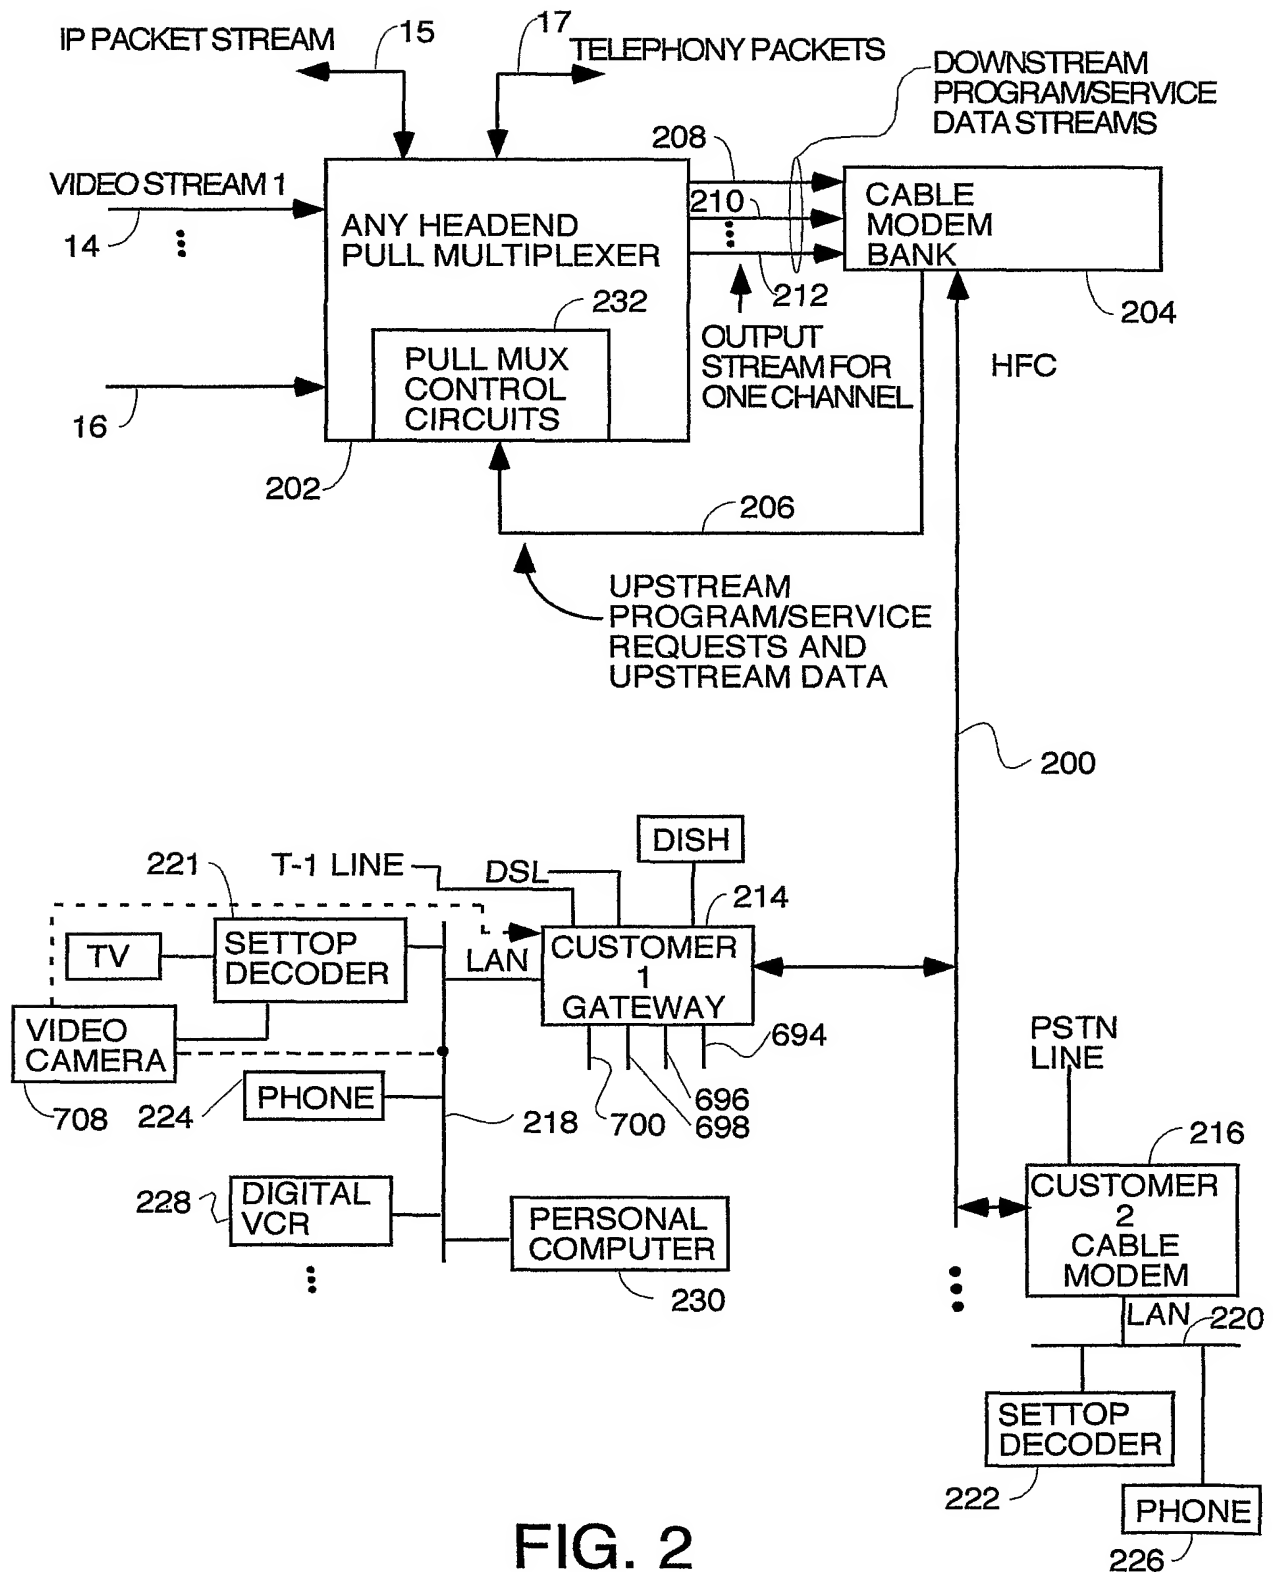 IP PACKET STREAM
15
17
TELEPHONY PACKETS
DOWNSTREAM
PROGRAM/SERVICE
DATA STREAMS
208
VIDEO STREAM 1
14
ANY HEADEND
PULL MULTIPLEXER
210
212
CABLE
MODEM
BANK
204
232
PULL MUX
CONTROL
CIRCUITS
OUTPUT
STREAM FOR
ONE CHANNEL
HFC
16
202
206
UPSTREAM
PROGRAM/SERVICE
REQUESTS AND
UPSTREAM DATA
200
DISH
221
T-1 LINE
DSL
214
TV
SETTOP
DECODER
LAN
CUSTOMER
1
GATEWAY
VIDEO
CAMERA
694
696
698
700
708
224
PHONE
218
PSTN
LINE
216
228
DIGITAL
VCR
PERSONAL
COMPUTER
230
CUSTOMER
2
CABLE
MODEM
LAN
220
SETTOP
DECODER
222
PHONE
226
FIG. 2